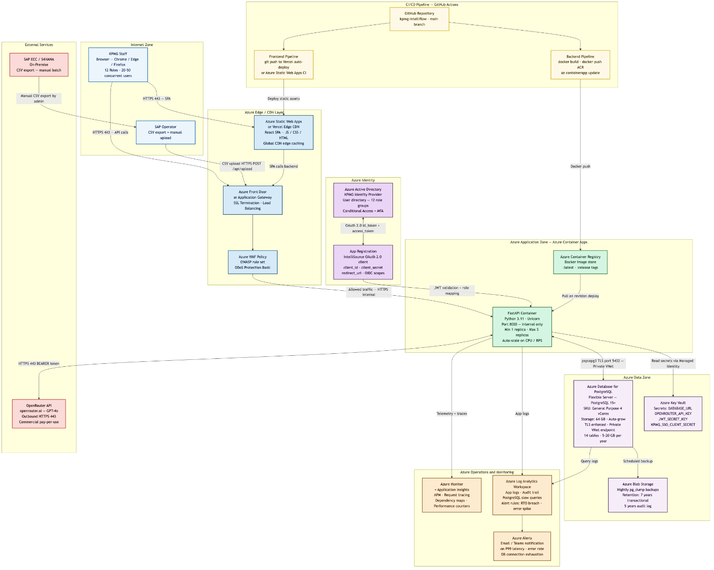 CI/CD Pipeline - GitHub Actions
GitHub Repository
kpmg-intelliflow · main
branch
Frontend Pipeline
git push to Vercel auto-
deploy
or Azure Static Web Apps CI
Backend Pipeline
docker build · docker push
ACR
az containerapp update
External Services
SAP ECC / S4HANA
On-Premise
CSV export — manual batch
Internet Zone
KPMG Staff
Browser · Chrome / Edge /
Firefox
concurrent users
Manual CSV export by
admin
HTTPS 443 — SPA
HTTPS 443 · API calls
SAP Operator
CSV export + manual
upload
CSV upload HTTPS POST
/api/upload
Deploy static assets
Azure Edge / CDN Layer
Azure Static Web Apps
or Vercel Edge CDN
React SPA · JS / CSS /
HTML
Global CDN edge caching
SPA calls backend
Azure Front Door
or Application Gateway
SSL Termination · Load
Balancing
Azure WAF Policy
OWASP rule set
DDoS Protection Basic
Docker push
Azure Identity
Azure Active Directory
KPMG Identity Provider
User directory — 12 role
groups
Conditional Access + MFA
OAuth 2.0 id_token +
access_token
App Registration
IntelliSource OAuth 2.0
client
client_id · client_secret
redirect_uri · OIDC scopes
Azure Application Zone — Azure Container Apps
Azure Container Registry
Docker image store
latest · release tags
Allowed traffic — HTTPS
internal
JWT validation + role
mapping
Pull on revision deploy
FastAPI Container
Python 3.11 · Uvicorn
Port 8000 — internal only
Min 1 replica · Max 5
replicas
Auto-scale on CPU / RPS
HTTPS 443 BEARER token
psycopg2 TLS port 5432 —
Private VNet
Read secrets via Managed
Identity
OpenRouter API
openrouter.ai — GPT-4o
Outbound HTTPS 443
Commercial pay-per-use
Telemetry + traces
App logs
Azure Data Zone
Azure Database for
PostgreSQL
Flexible Server —
PostgreSQL 15+
SKU: General Purpose 4
vCores
Storage: 64 GB · Auto-grow
TLS enforced · Private
VNet endpoint
14 tables · 5-20 GB per
year
Azure Key Vault
Secrets: DATABASE_URL
OPENROUTER_API_KEY
JWT_SECRET_KEY
KPMG_SSO_CLIENT_SECRET
Query logs
Scheduled backup
Azure Blob Storage
Nightly pg_dump backups
Retention: 7 years
transactional
3 years audit log
Azure Operations and Monitoring
Azure Monitor
+ Application Insights
APM · Request tracing
Dependency maps
Performance counters
Azure Log Analytics
Workspace
App logs · Audit trail
PostgreSQL slow queries
Alert rules: RTO breach —
error spike
Azure Alerts
Email / Teams notification
on P99 latency · error rate
DB connection exhaustion